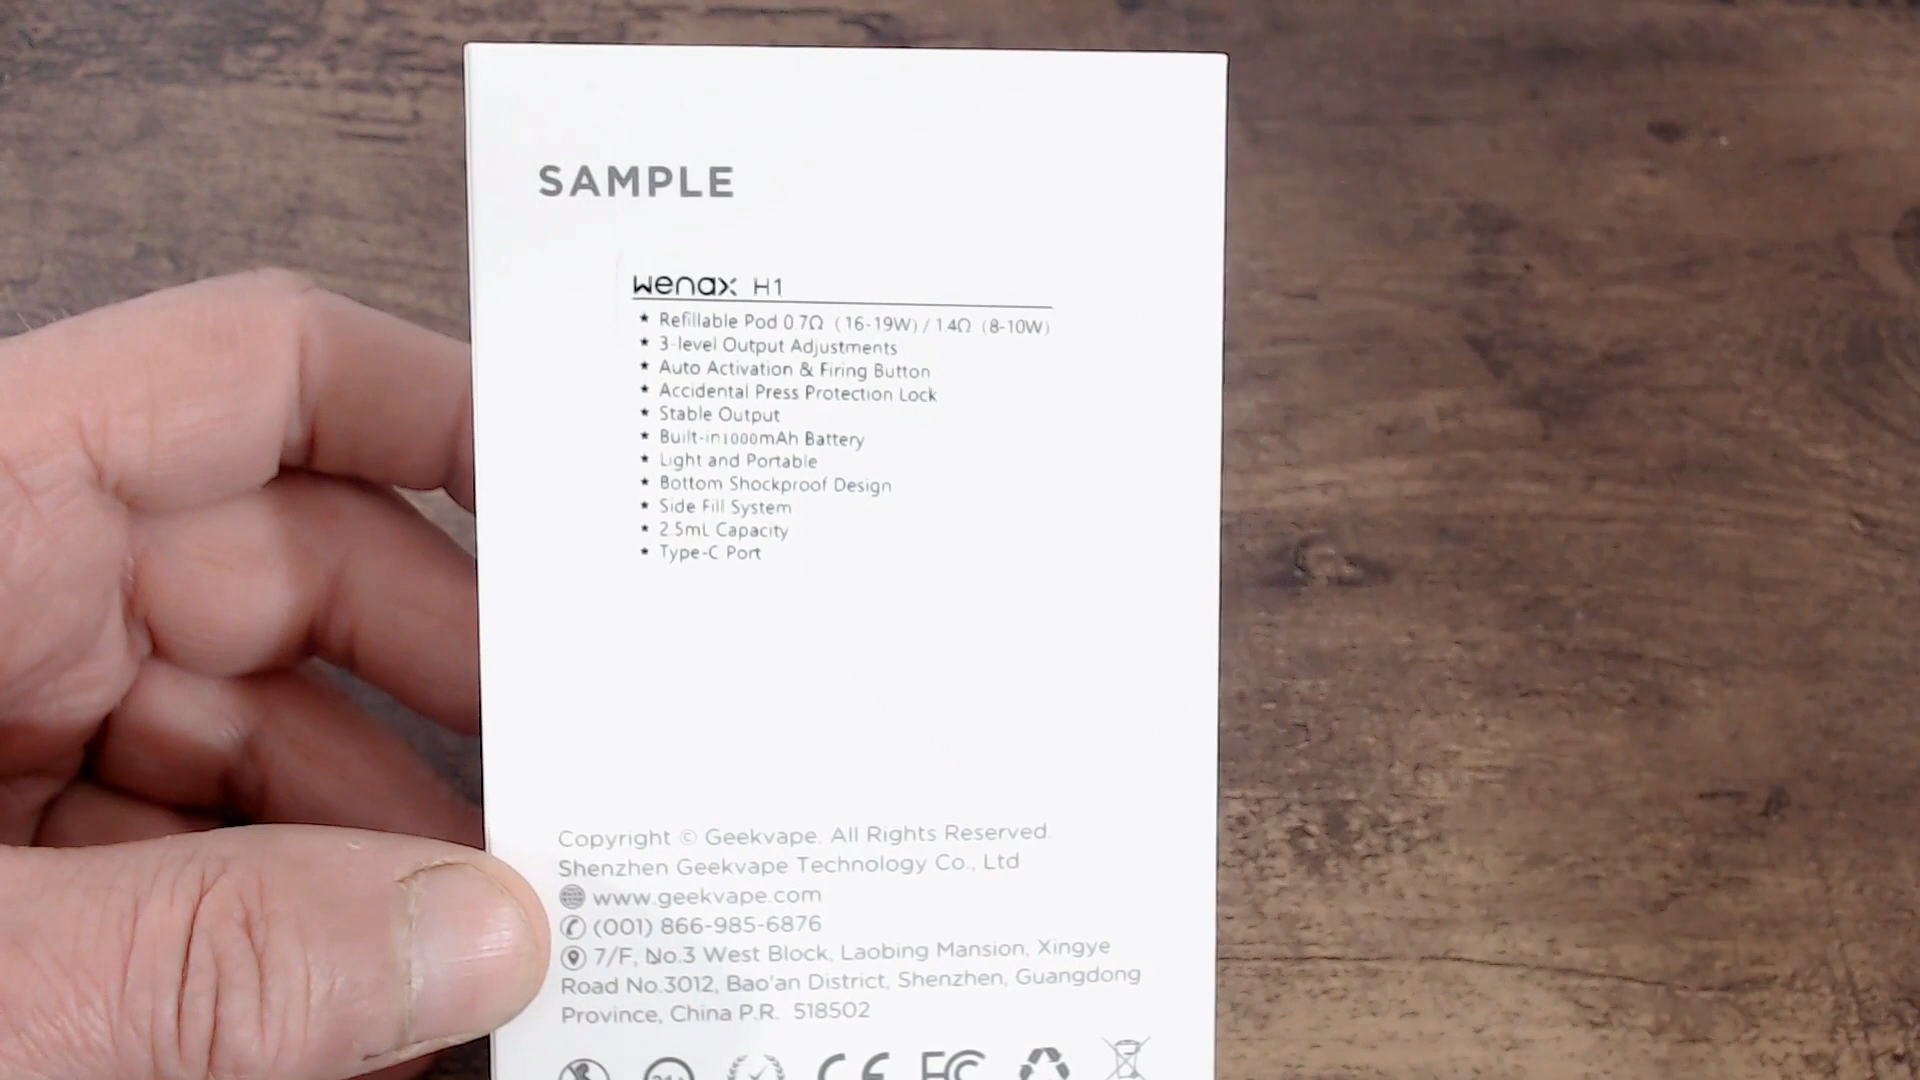 SAMPLE
wenax H1
* Refillable Pod 0.7Ω (16-19W) / 1.4Ω (8-10W)
* 3-level Output Adjustments
* Auto Activation & Firing Button
* Accidental Press Protection Lock
* Stable Output
* Built-in1000mAh Battery
* Light and Portable
* Bottom Shockproof Design
* Side Fill System
* 2.5mL Capacity
* Type-C Port
Copyright © Geekvape. All Rights Reserved.
Shenzhen Geekvape Technology Co., Ltd
www.geekvape.com
(001) 866-985-6876
7/F, No.3 West Block, Laobing Mansion, Xingye
Road No.3012, Bao'an District, Shenzhen, Guangdong
Province, China P.R. 518502
CE FC